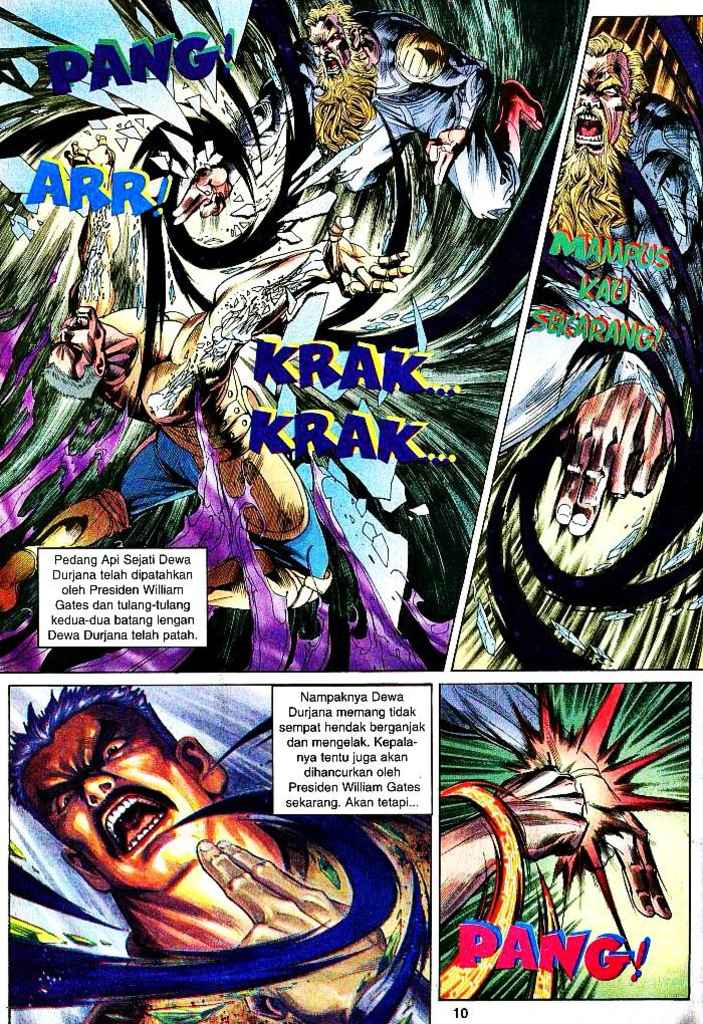 PANG!
ARR!
KRAK...
KRAK...
MAMPUS
KAU
SEKARANG!
Pedang Api Sejati Dewa
Durjana telah dipatahkan
oleh Presiden William
Gates dan tulang-tulang
kedua-dua batang lengan
Dewa Durjana telah patah.
Nampaknya Dewa
Durjana memang tidak
sempat hendak berganjak
dan mengelak. Kepala-
nya tentu juga akan
dihancurkan oleh
Presiden William Gates
sekarang. Akan tetapi...
PANG!
10